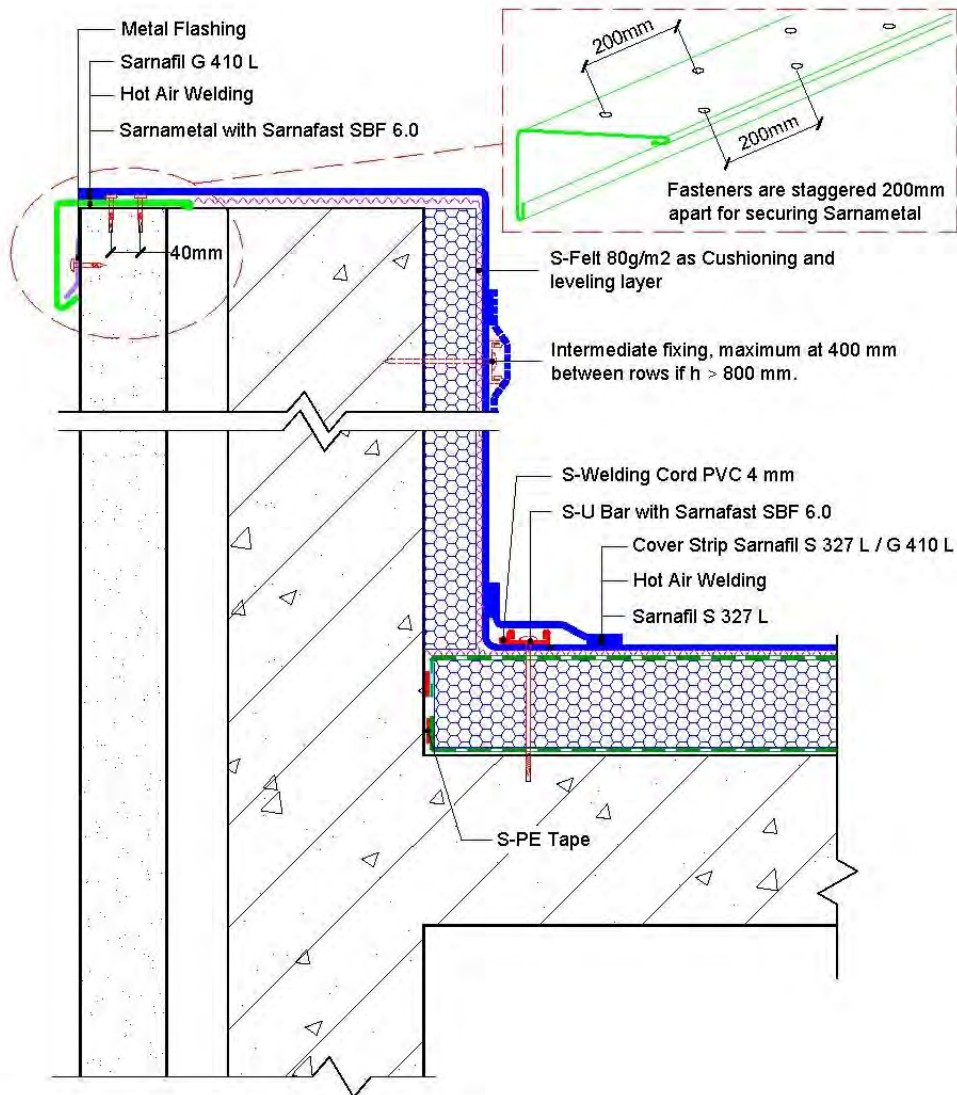 Metal Flashing
Sarnafil G 410 L
Hot Air Welding
Sarnametal with Sarnafast SBF 6.0
200mm
200mm
Fasteners are staggered 200mm
apart for securing Sarnametal
40mm
S-Felt 80g/m2 as Cushioning and
leveling layer
Intermediate fixing, maximum at 400 mm
between rows if h > 800 mm.
S-Welding Cord PVC 4 mm
S-U Bar with Sarnafast SBF 6.0
Cover Strip Sarnafil S 327 L / G 410 L
Hot Air Welding
Sarnafil S 327 L
S-PE Tape